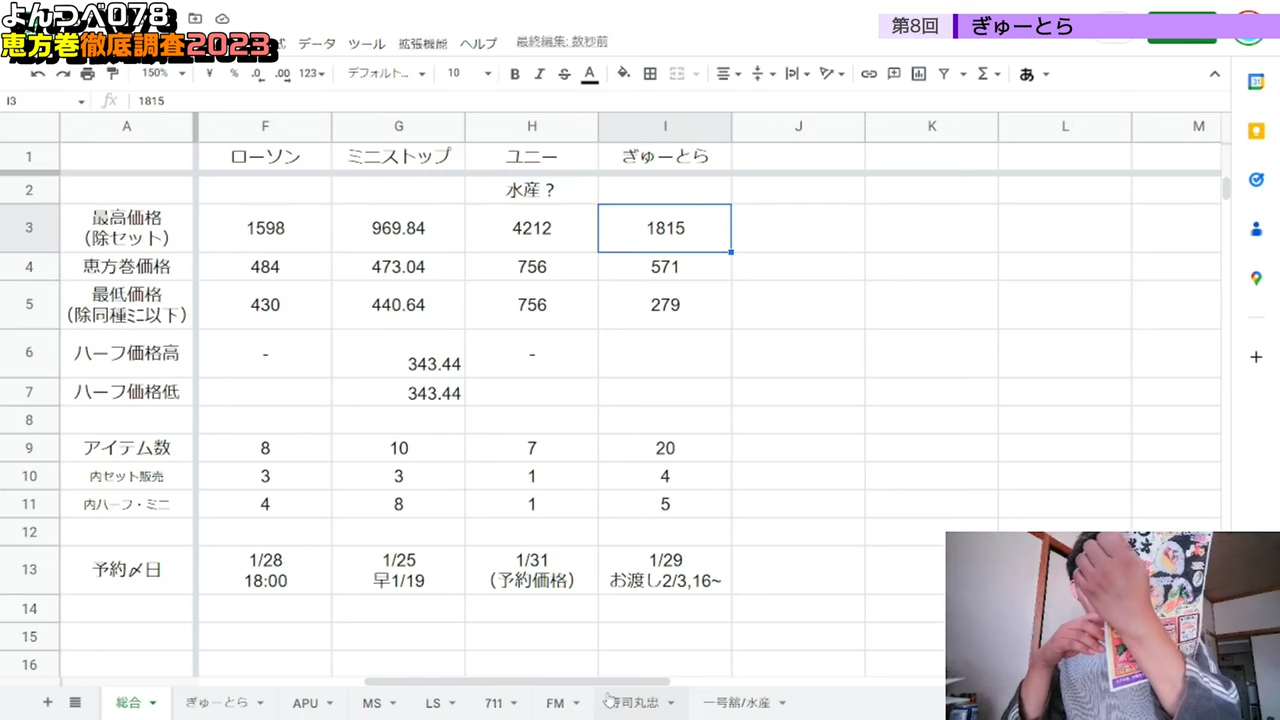 よんつべ078
恵方巻徹底調査2023
第8回 ぎゅーとら
データ ツール 拡張機能 ヘルプ 最終編集: 数秒前
150% ¥ % .0 .00 123 デフォルト... 10 B I S A あ
I3 fx 1815
A F G H I J K L M
1 ローソン ミニストップ ユニー ぎゅーとら
2 水産？
3 最高価格 1598 969.84 4212 1815
（除セット）
4 恵方巻価格 484 473.04 756 571
5 最低価格 430 440.64 756 279
（除同種ﾐﾆ以下）
6 ハーフ価格高 - 343.44 -
7 ハーフ価格低 343.44
8
9 アイテム数 8 10 7 20
10 内セット販売 3 3 1 4
11 内ハーフ・ミニ 4 8 1 5
12
13 予約〆日 1/28 1/25 1/31 1/29
18:00 早1/19 （予約価格） お渡し2/3,16~
14
15
16
総合 ぎゅーとら APU MS LS 711 FM 寿司丸忠 一号舘/水産